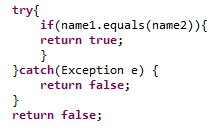 try{
if(name1.equals(name2)){
return true;
}
}catch(Exception e) {
return false;
}
return false;